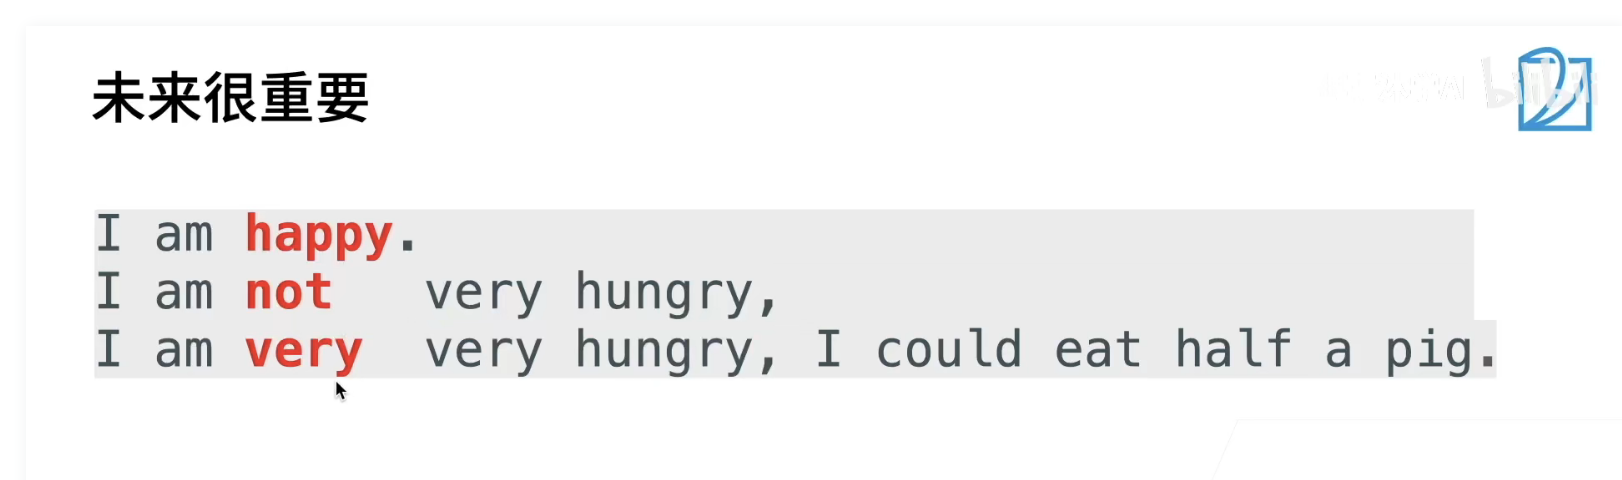 未来很重要
bilibili
I am happy.
I am not very hungry,
I am very very hungry, I could eat half a pig.